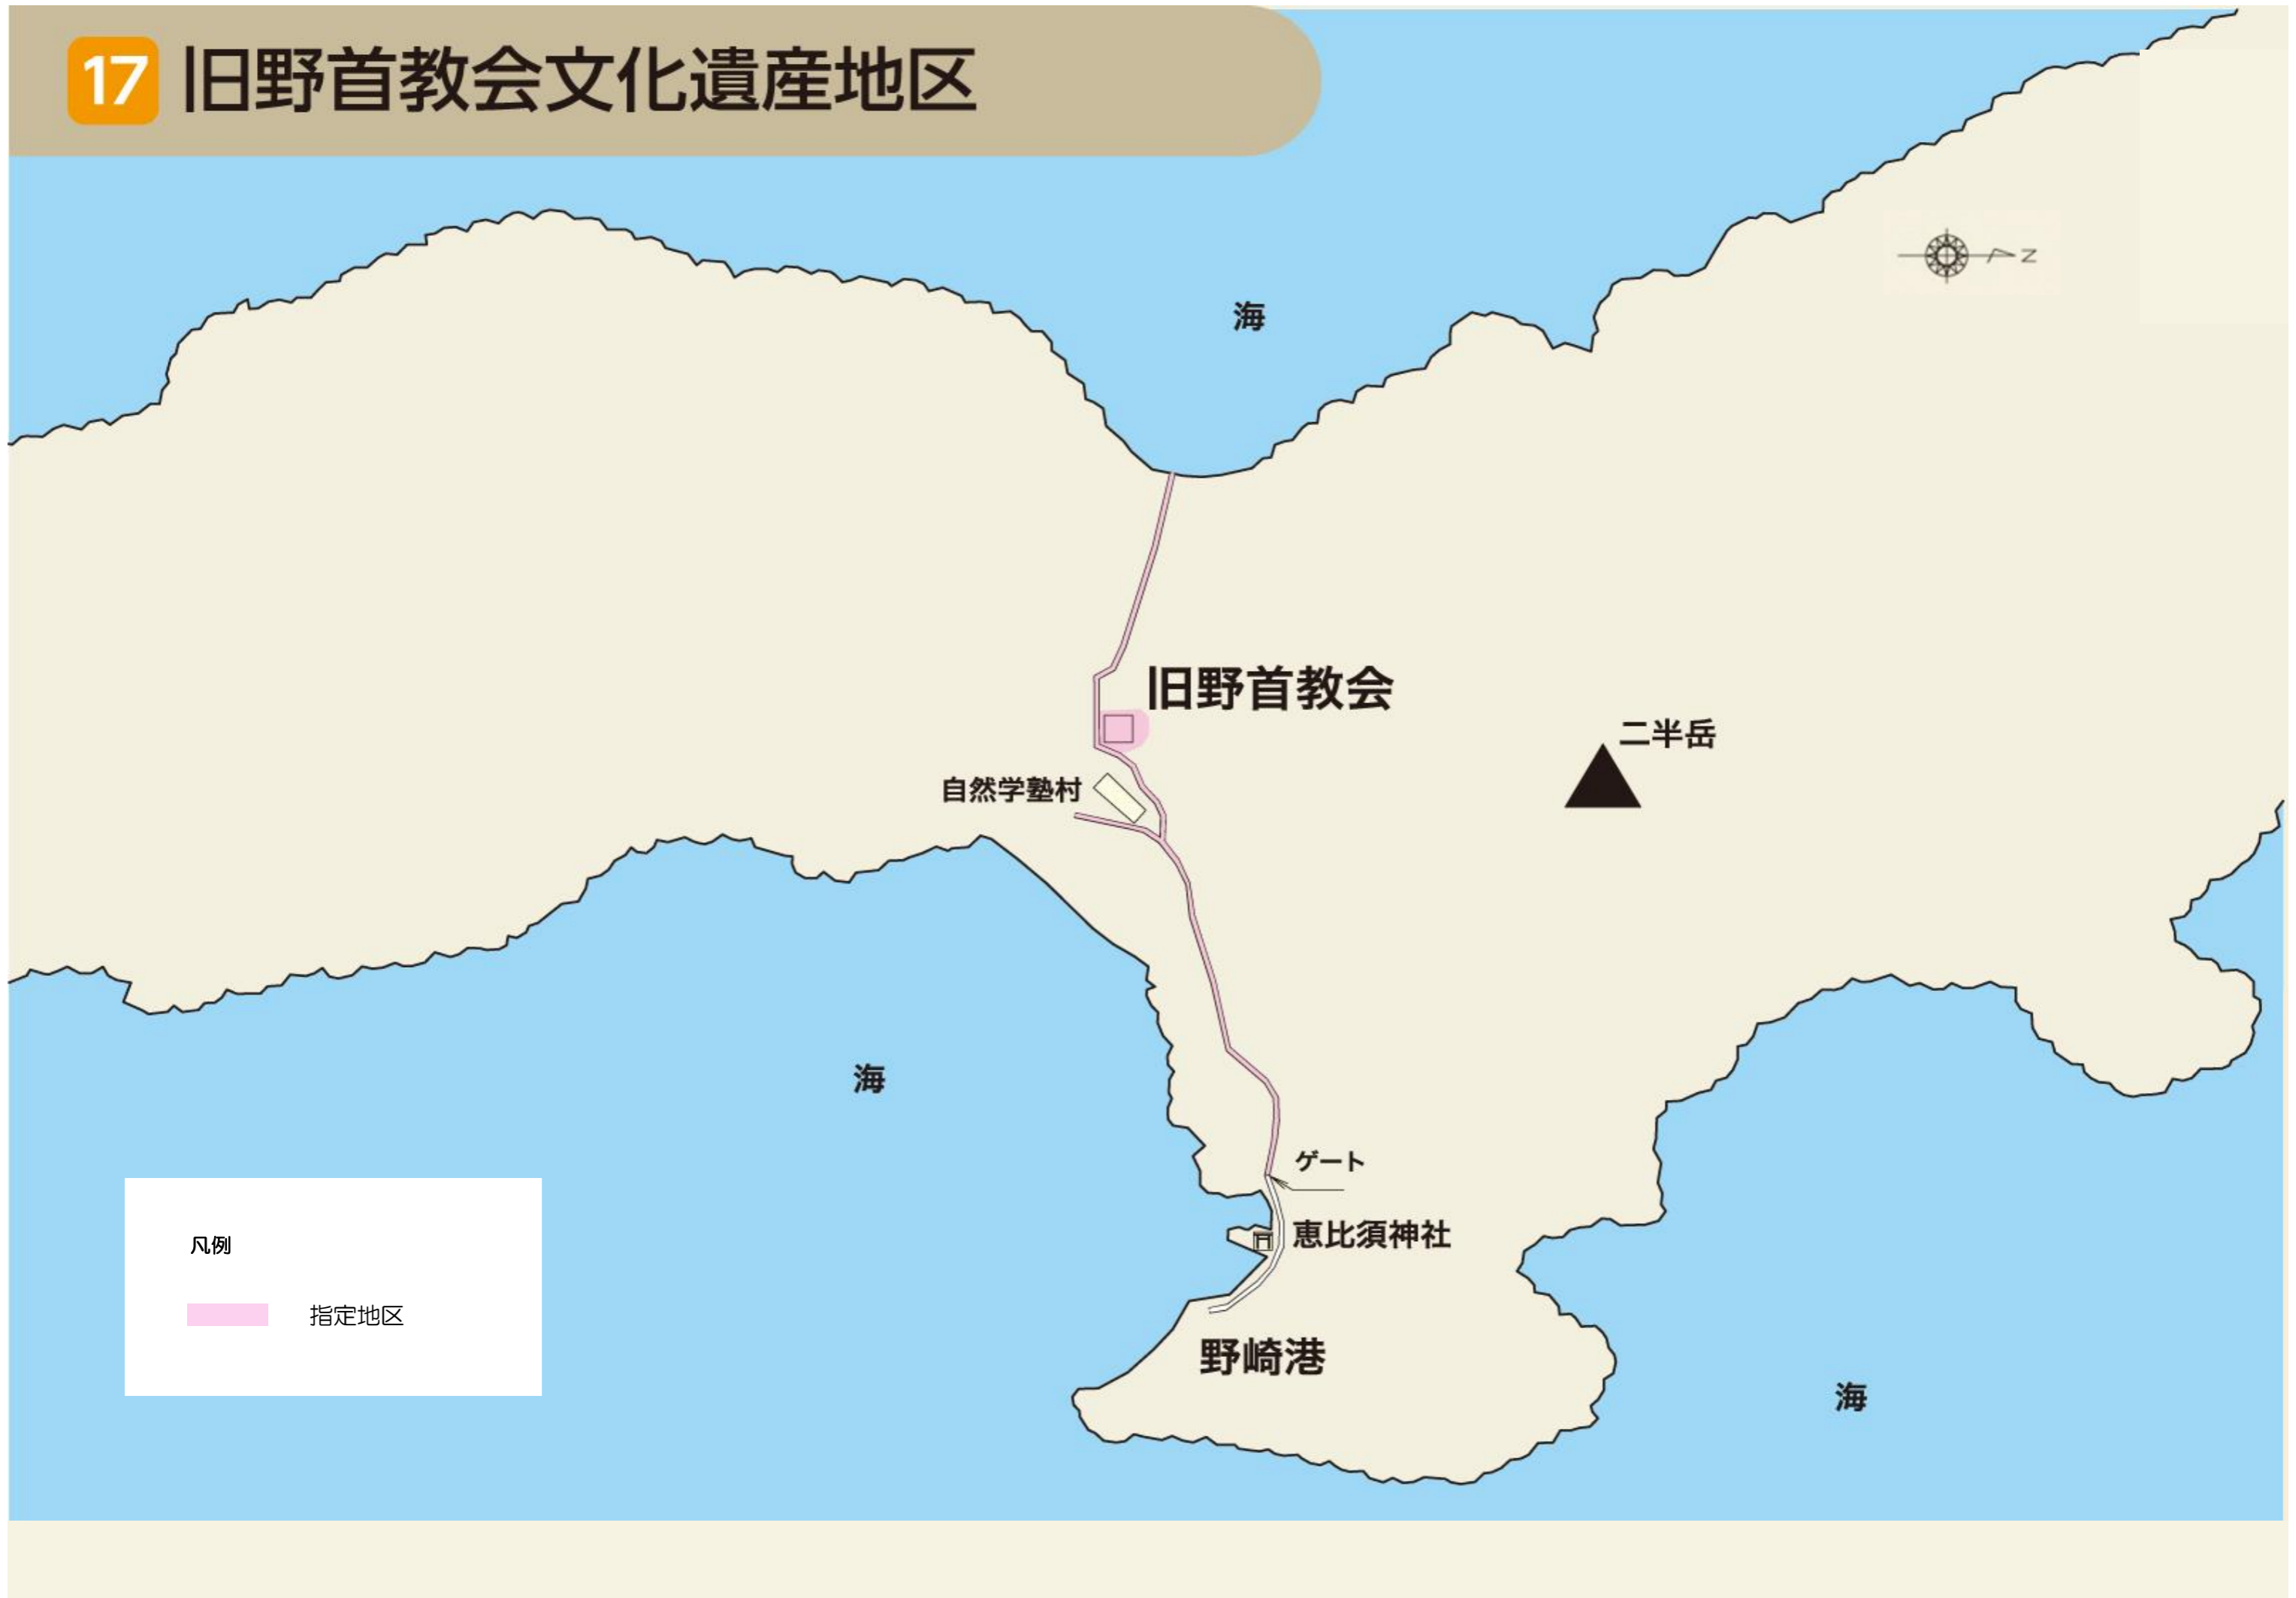 17 旧野首教会文化遺産地区
N
海
旧野首教会
二半岳
自然学塾村
海
ゲート
恵比須神社
凡例
指定地区
野崎港
海